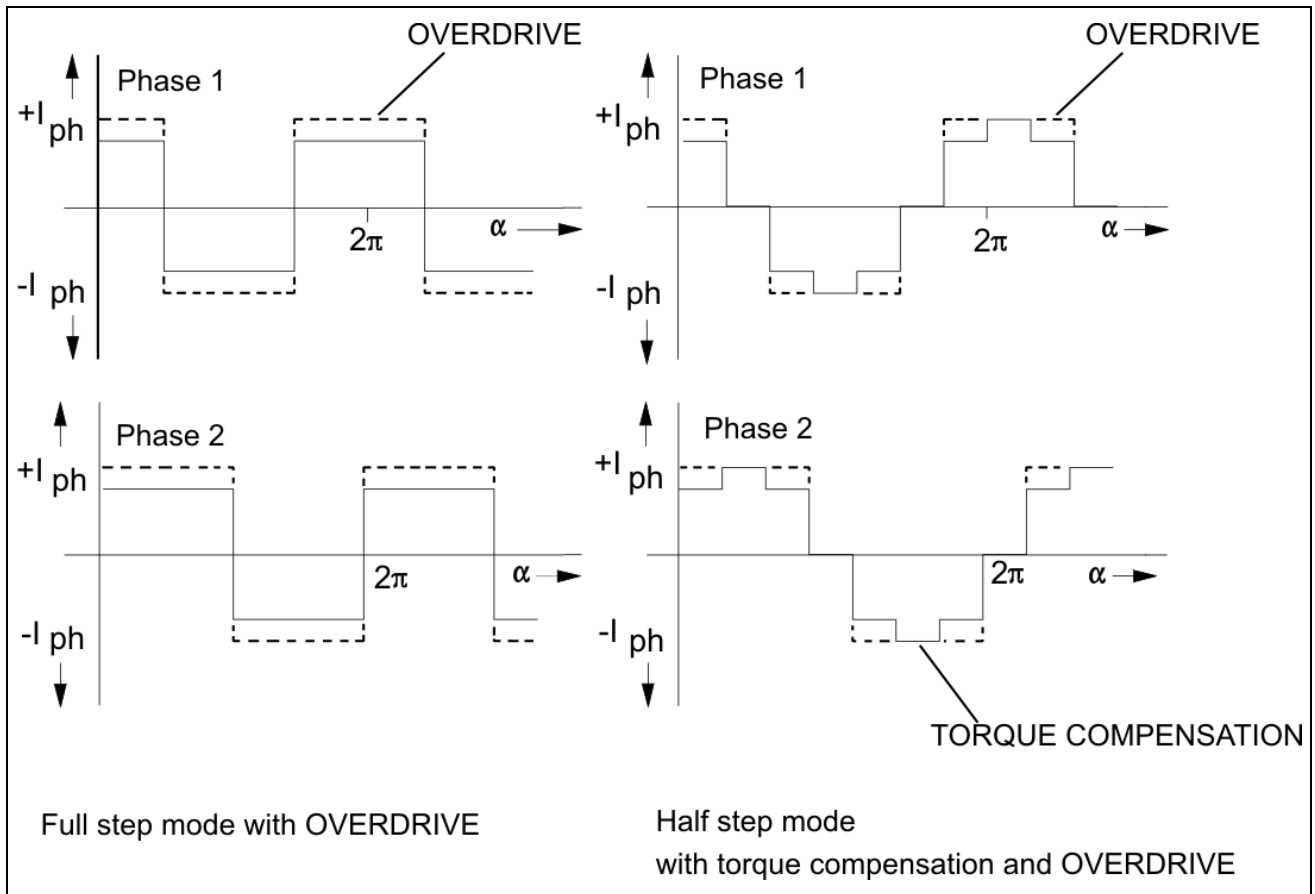 OVERDRIVE
Phase 1
+I ph
2π
α
-I ph
OVERDRIVE
Phase 1
+I ph
2π
α
-I ph
Phase 2
+I ph
2π
α
-I ph
Phase 2
+I ph
2π
α
-I ph
TORQUE COMPENSATION
Full step mode with OVERDRIVE
Half step mode
with torque compensation and OVERDRIVE